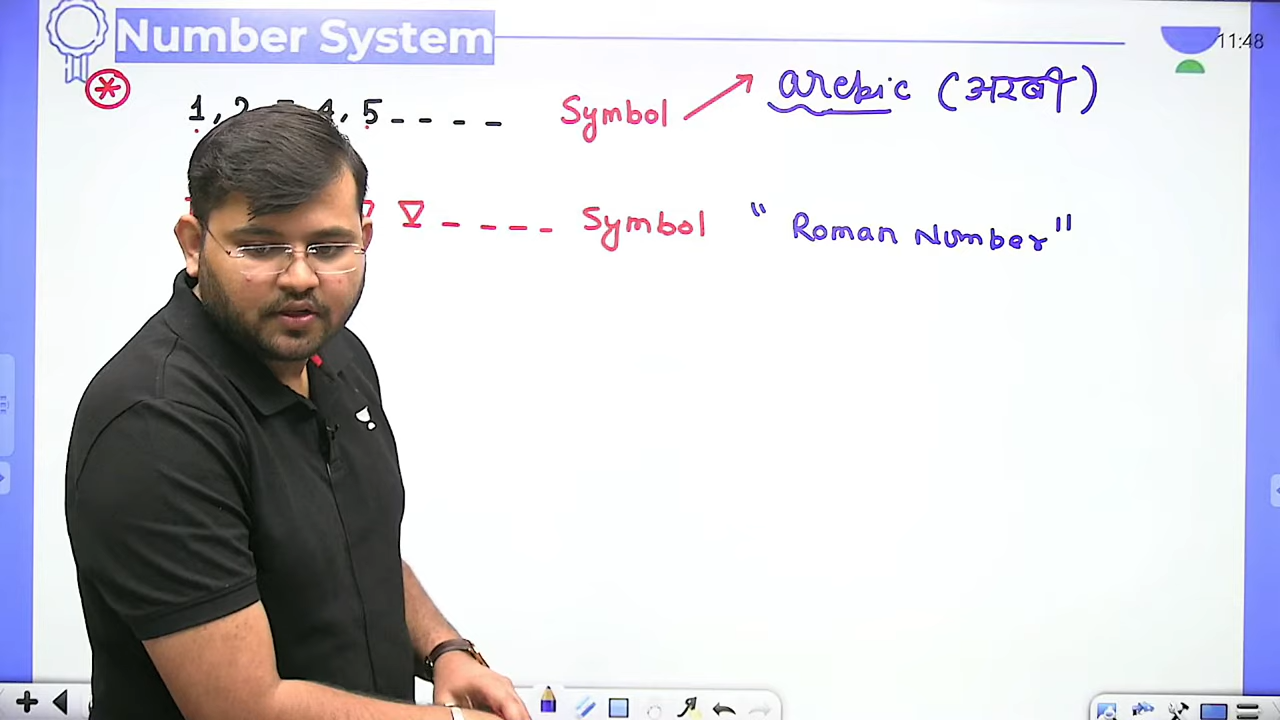 Number System
11:48
1, 2 4, 5 - - - - Symbol arebic (अरबी)
V - - - - Symbol " Roman Number "